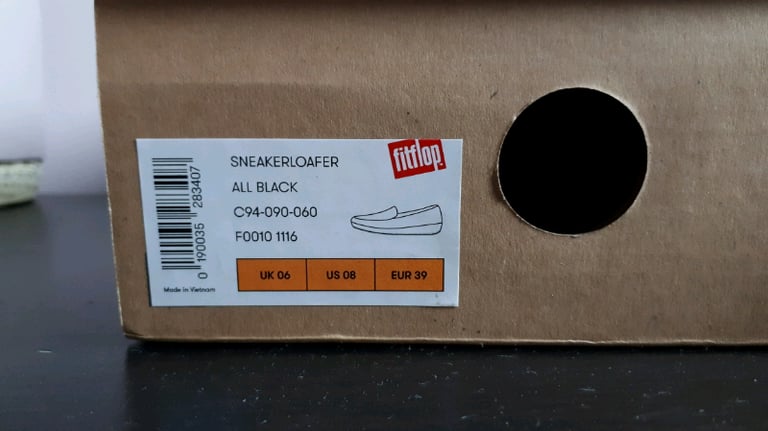 fitflop
SNEAKERLOAFER
ALL BLACK
C94-090-060
F0010 1116
0 190035 283407
UK 06 US 08 EUR 39
Made in Vietnam